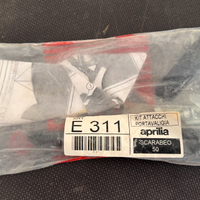 E 311
KIT ATTACCHI
PORTAVALIGIA
aprilia
SCARABEO
50